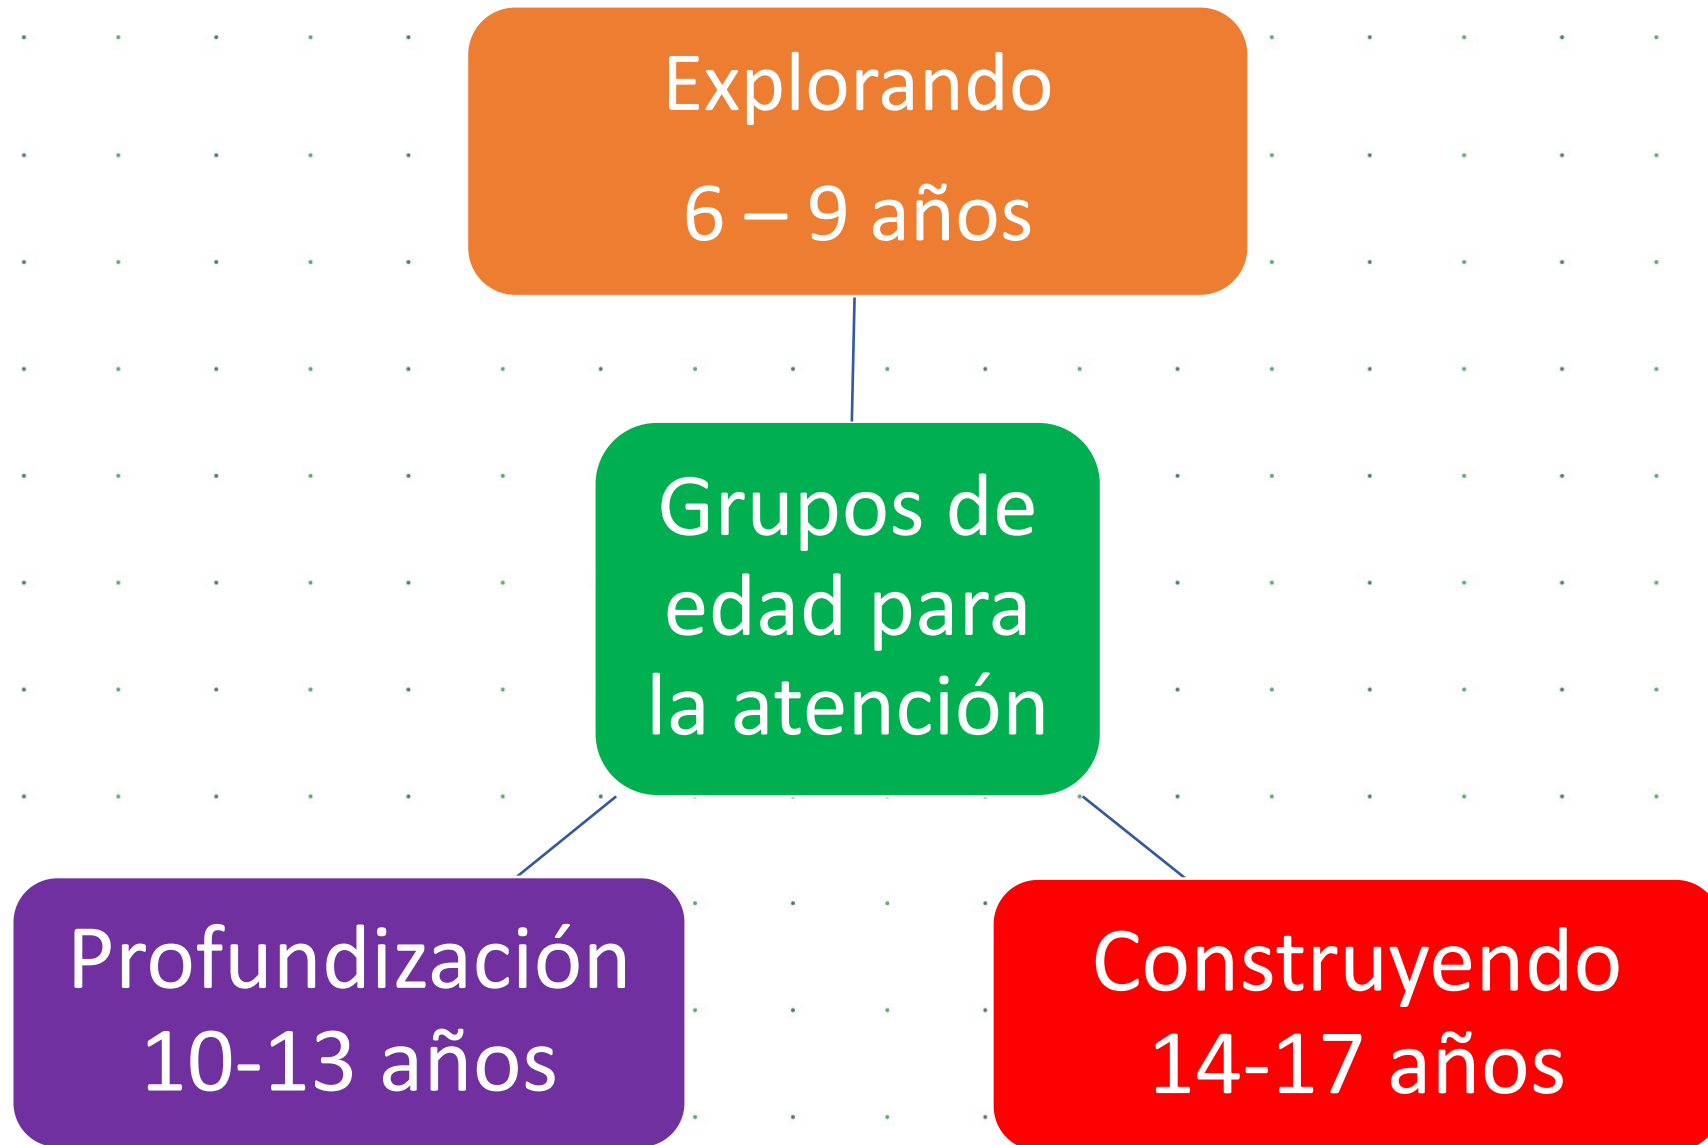 Explorando
6 – 9 años
Grupos de
edad para
la atención
Profundización
10-13 años
Construyendo
14-17 años